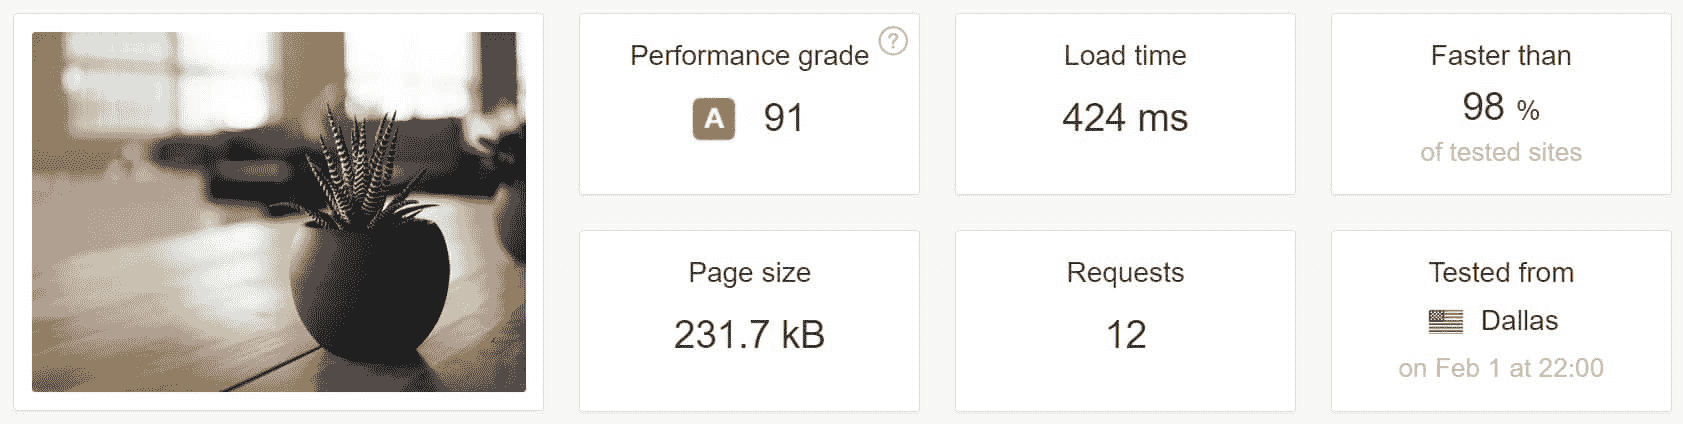 Performance grade ?
A 91
Load time
424 ms
Faster than
98 %
of tested sites
Page size
231.7 kB
Requests
12
Tested from
Dallas
on Feb 1 at 22:00